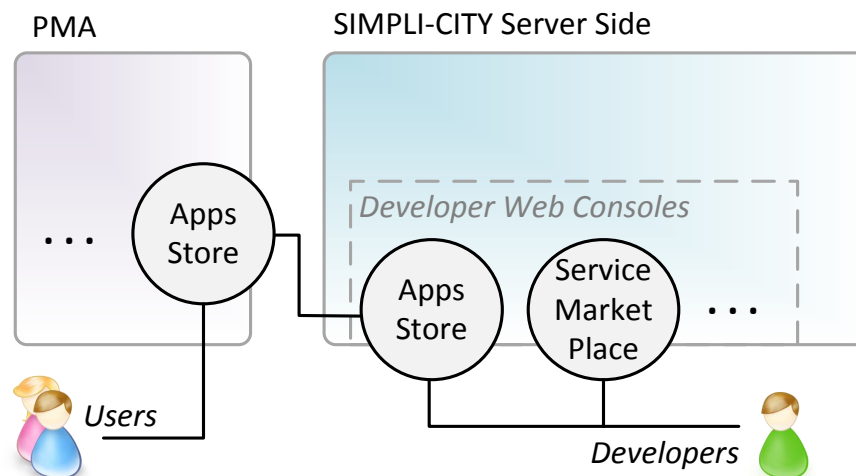 PMA
SIMPLI-CITY Server Side
Apps
Store
...
Developer Web Consoles
Apps
Store
Service
Market
Place
...
Users
Developers